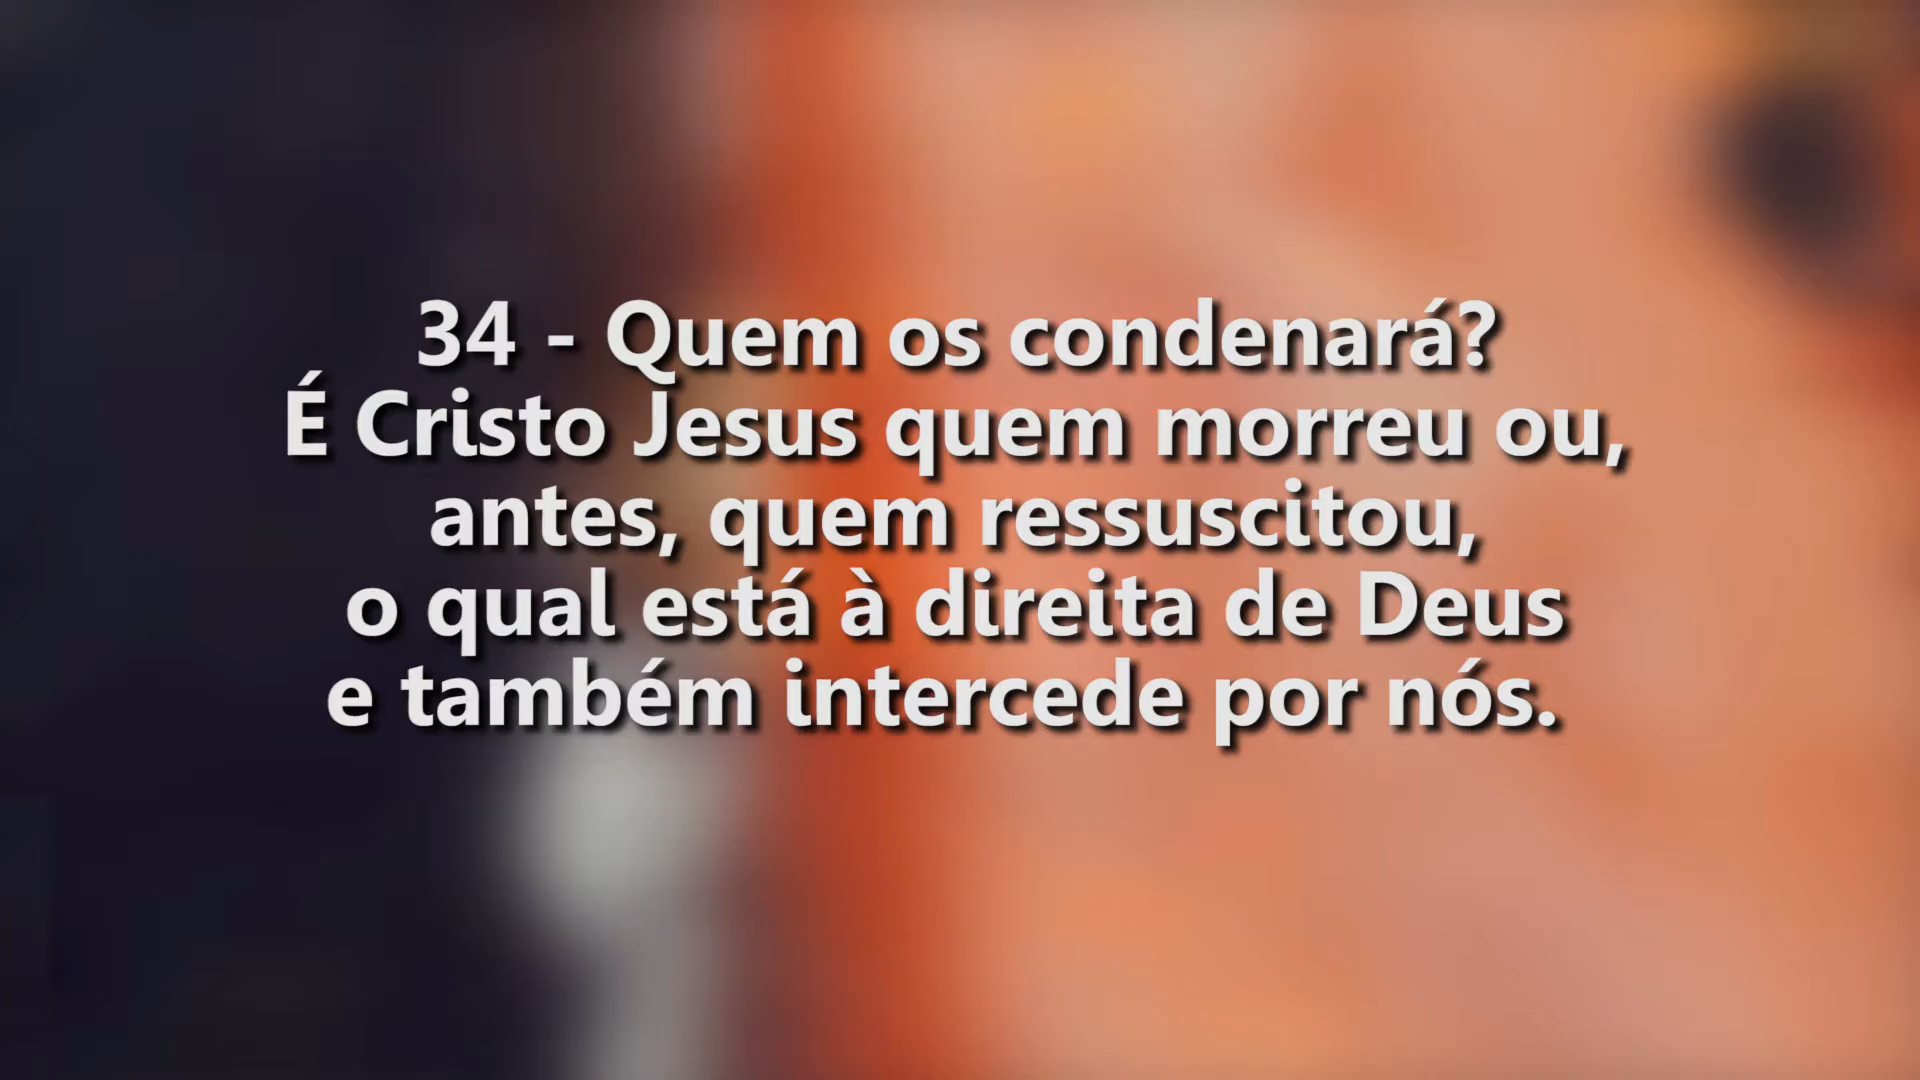 34 - Quem os condenará?
É Cristo Jesus quem morreu ou,
antes, quem ressuscitou,
o qual está à direita de Deus
e também intercede por nós.